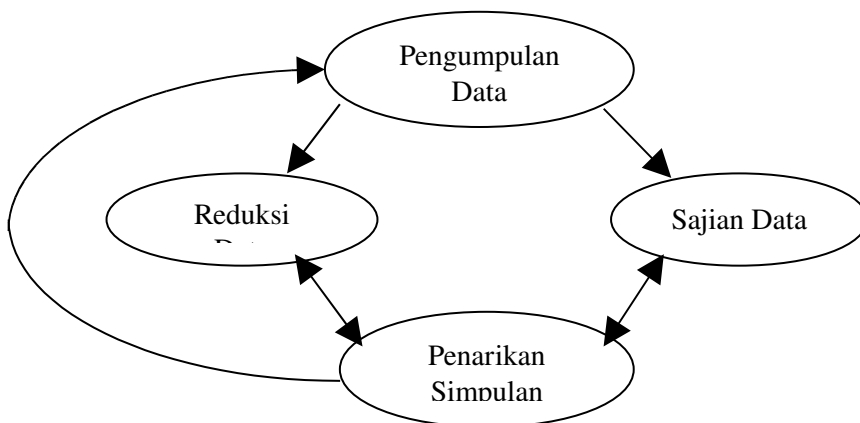 Pengumpulan
Data
Reduksi
Sajian Data
Penarikan
Simpulan